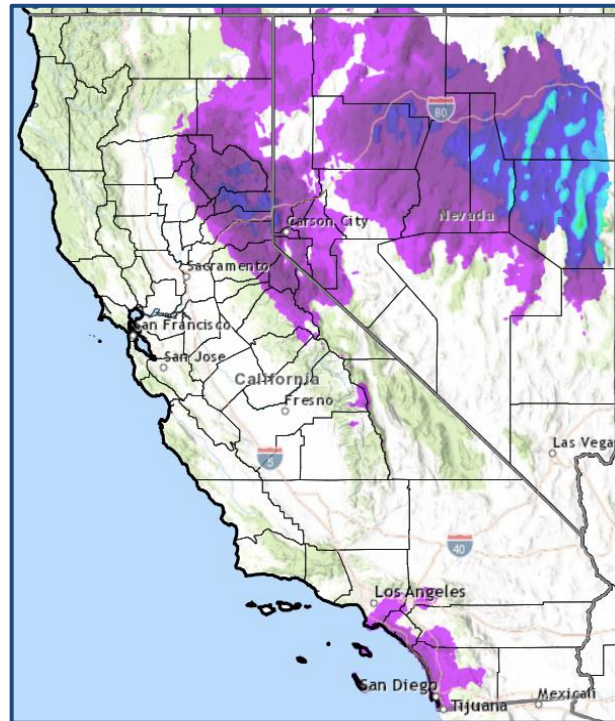 80
Nevada
Carson City
Sacramento
San Francisco
San Jose
California
Fresno
5
Las Vega
40
Los Angeles
San Diego
Tijuana
Mexicali